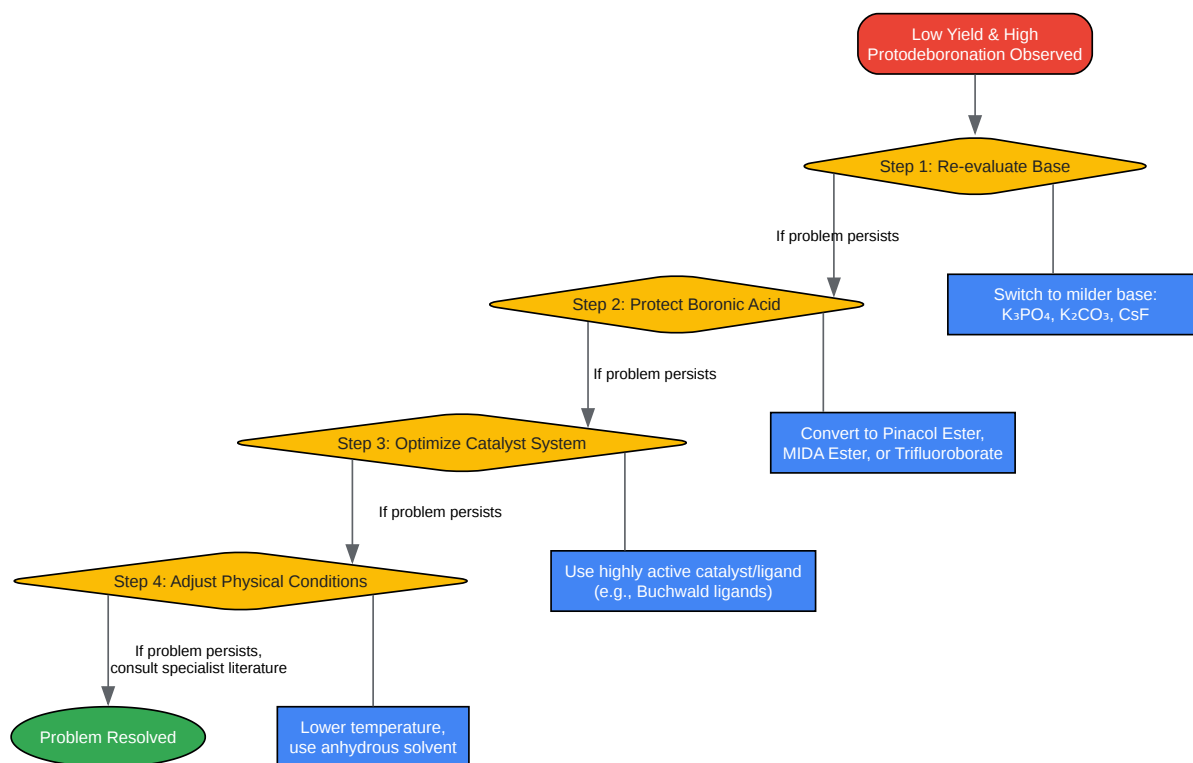 Low Yield & High
Protodeboronation Observed
Step 1: Re-evaluate Base
If problem persists
Switch to milder base:
K₃PO₄, K₂CO₃, CsF
Step 2: Protect Boronic Acid
If problem persists
Convert to Pinacol Ester,
MIDA Ester, or Trifluoroborate
Step 3: Optimize Catalyst System
If problem persists
Use highly active catalyst/ligand
(e.g., Buchwald ligands)
Step 4: Adjust Physical Conditions
If problem persists,
consult specialist literature
Lower temperature,
use anhydrous solvent
Problem Resolved